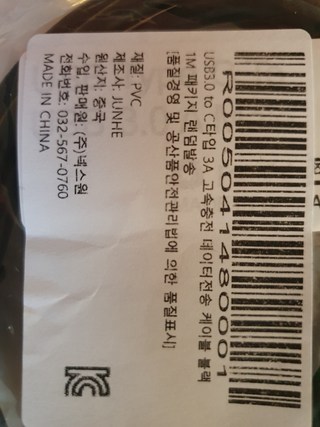 R005041480001
USB3.0 to C타입 3A 고속충전 데이터전송 케이블 블랙
1M 패키지 랜덤발송
[품질경영 및 공산품안전관리법에 의한 품질표시]
재질: PVC
제조사: JUNHE
원산지: 중국
수입, 판매원: (주)넥스원
전화번호: 032-567-0760
MADE IN CHINA